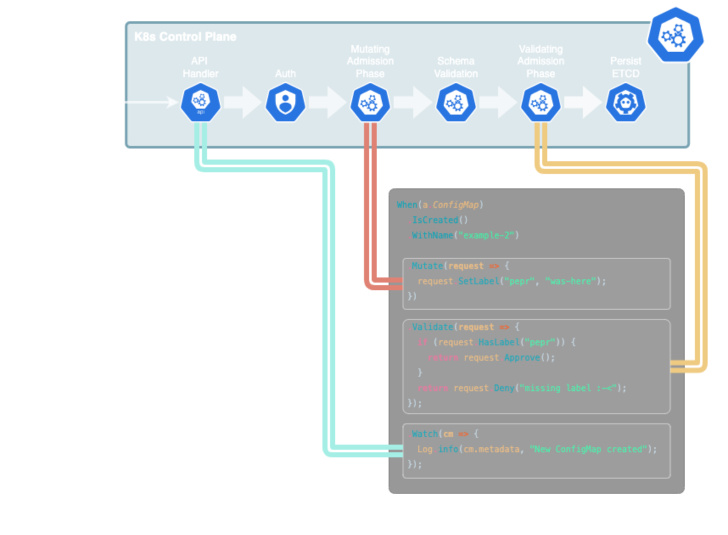 K8s Control Plane
API
Handler
Auth
Mutating
Admission
Phase
Schema
Validation
Validating
Admission
Phase
Persist
ETCD
api
When(a ConfigMap)
IsCreated()
WithName("example-2")
Mutate(request => {
request SetLabel("pepr", "was-here");
})
Validate(request => {
if (request HasLabel("pepr")) {
return request Approve();
}
return request Deny("missing label :-<");
});
Watch(cm => {
Log info(cm.metadata, "New ConfigMap created");
});